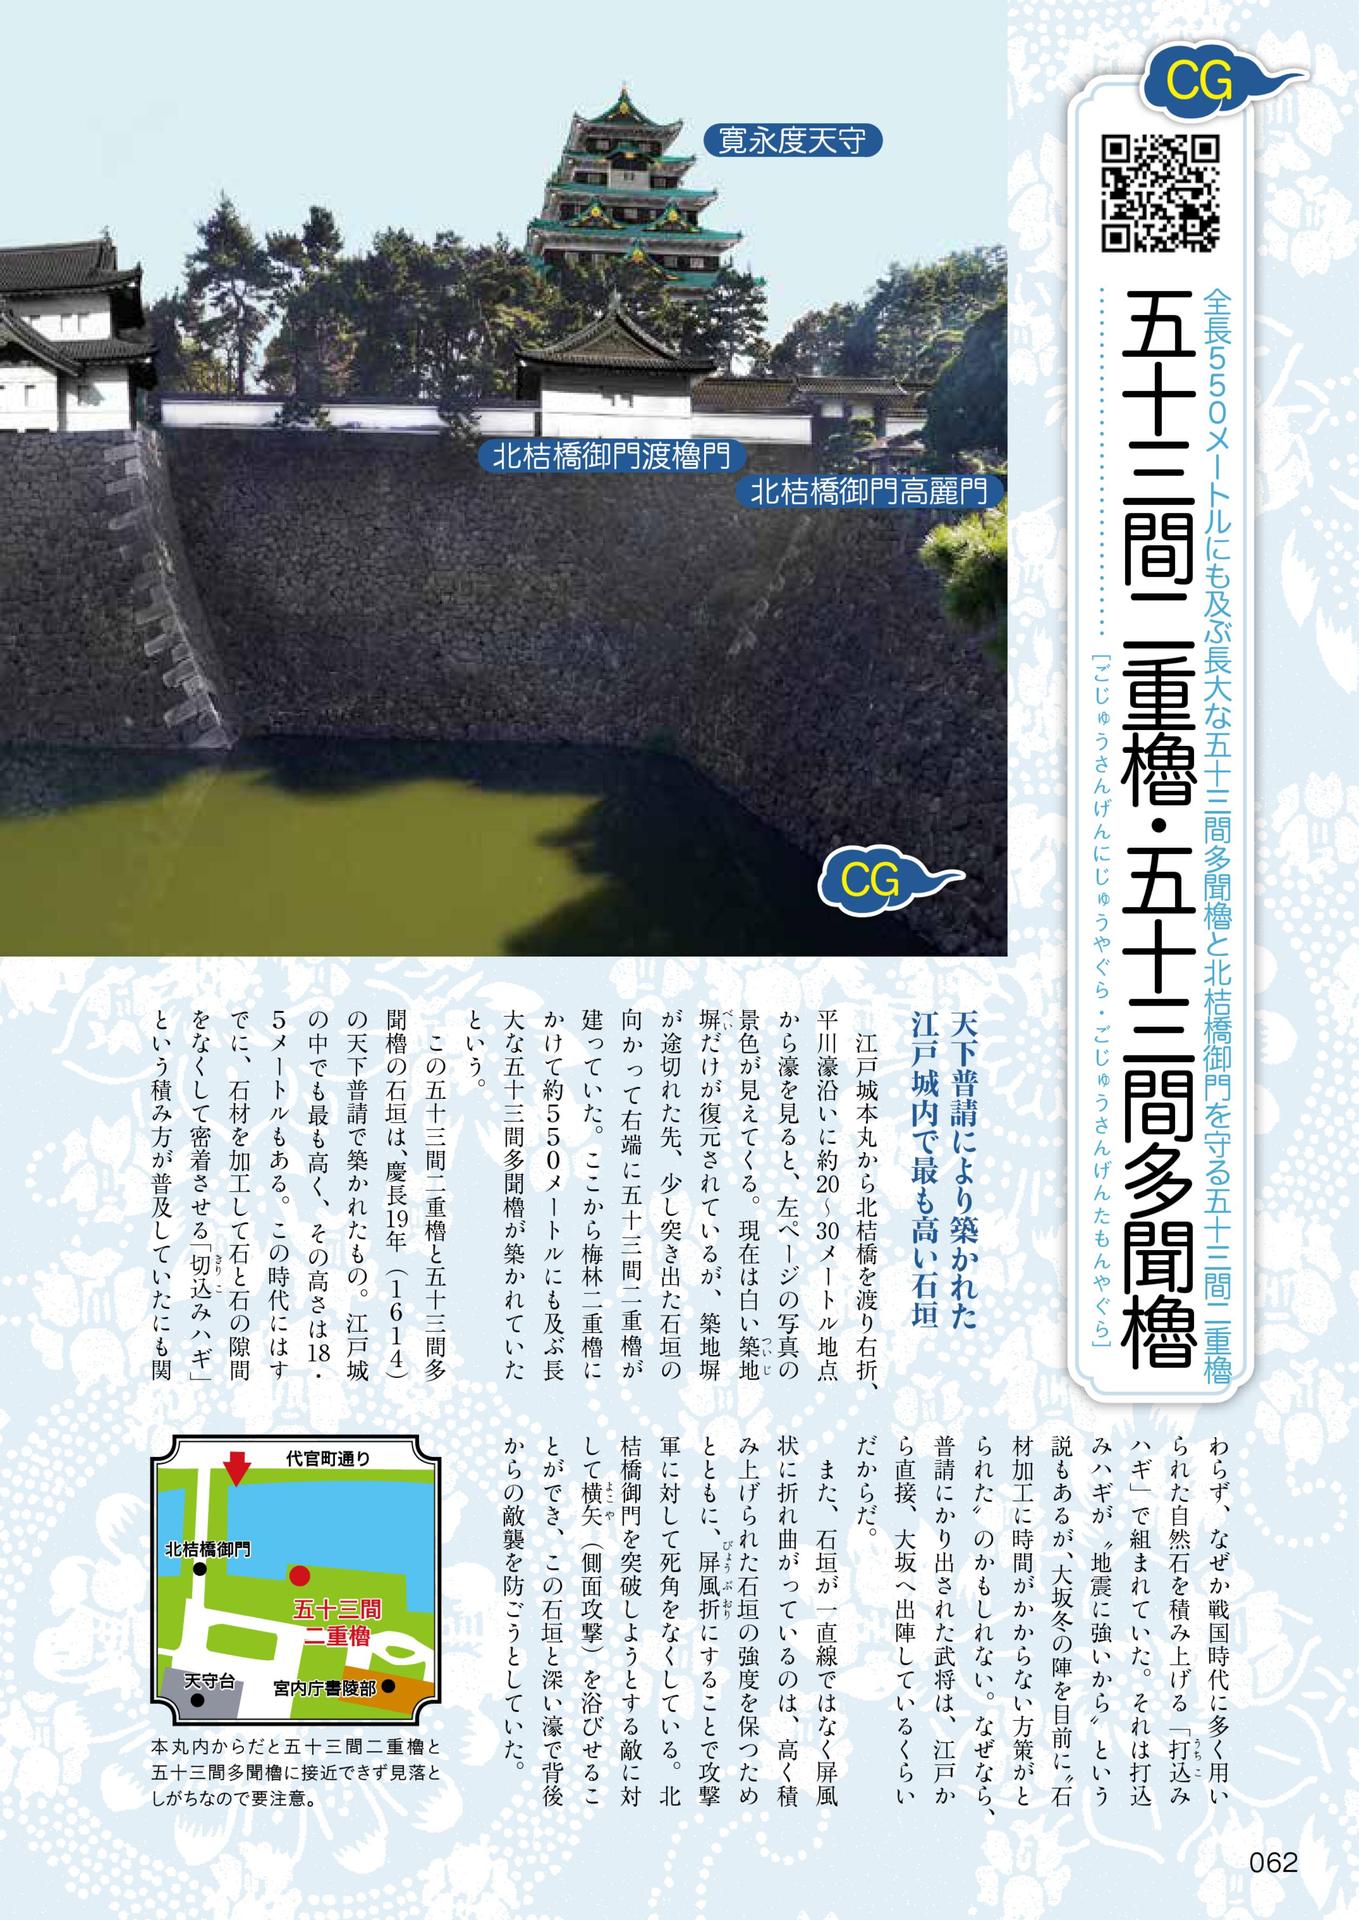 CG
全長550メートルにも及ぶ長大な五十三間多聞櫓と北桔橋御門を守る五十三間二重櫓
五十三間二重櫓・五十三間多聞櫓
[ごじゅうさんげんにじゅうやぐら・ごじゅうさんげんたもんやぐら]
寛永度天守
北桔橋御門渡櫓門
北桔橋御門高麗門
CG
天下普請により築かれた
江戸城内で最も高い石垣
江戸城本丸から北桔橋を渡り右折、
平川濠沿いに約20〜30メートル地点
から濠を見ると、左ページの写真の
景色が見えてくる。現在は白い築地
塀だけが復元されているが、築地塀
が途切れた先、少し突き出た石垣の
向かって右端に五十三間二重櫓が
建っていた。ここから梅林二重櫓に
かけて約550メートルにも及ぶ長
大な五十三間多聞櫓が築かれていた
という。
この五十三間二重櫓と五十三間多
聞櫓の石垣は、慶長19年（1614）
の天下普請で築かれたもの。江戸城
の中でも最も高く、その高さは18・
5メートルもある。この時代にはす
でに、石材を加工して石と石の隙間
をなくして密着させる「切込みハギ」
という積み方が普及していたにも関
わらず、なぜか戦国時代に多く用い
られた自然石を積み上げる「打込み
ハギ」で組まれていた。それは打込
みハギが〝地震に強いから〟という
説もあるが、大坂冬の陣を目前に〝石
材加工に時間がかからない方策がと
られた〟のかもしれない。なぜなら、
普請にかり出された武将は、江戸か
ら直接、大坂へ出陣しているくらい
だからだ。
また、石垣が一直線ではなく屏風
状に折れ曲がっているのは、高く積
み上げられた石垣の強度を保つため
とともに、屏風折にすることで攻撃
軍に対して死角をなくしている。北
桔橋御門を突破しようとする敵に対
して横矢（側面攻撃）を浴びせるこ
とができ、この石垣と深い濠で背後
からの敵襲を防ごうとしていた。
代官町通り
北桔橋御門
五十三間
二重櫓
天守台
宮内庁書陵部
本丸内からだと五十三間二重櫓と
五十三間多聞櫓に接近できず見落と
しがちなので要注意。
062